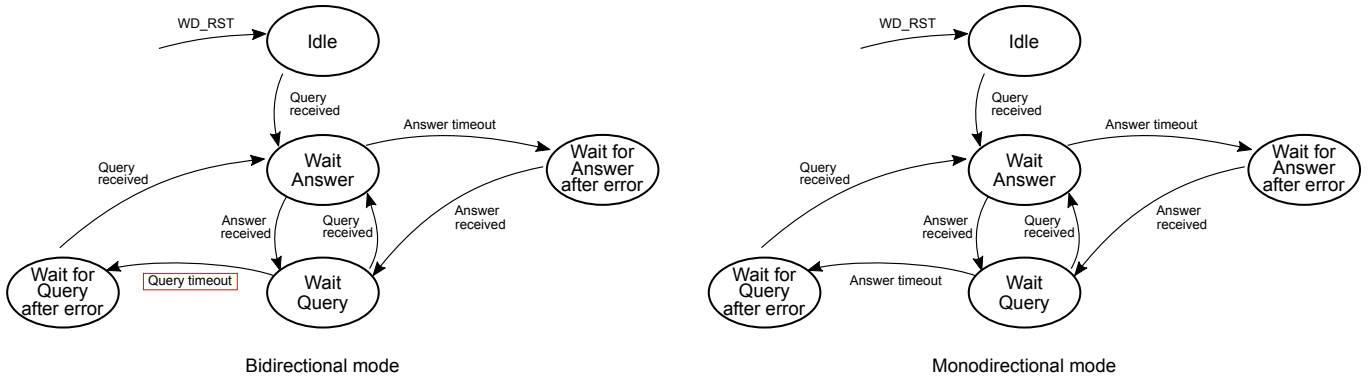 WD_RST
Idle
Query
received
Answer timeout
Wait
Answer
Wait for
Answer
after error
Query
received
Answer
received
Query
received
Answer
received
Wait for
Query
after error
Query timeout
Wait
Query
Bidirectional mode
WD_RST
Idle
Query
received
Answer timeout
Wait
Answer
Wait for
Answer
after error
Query
received
Answer
received
Query
received
Answer
received
Wait for
Query
after error
Answer timeout
Wait
Query
Monodirectional mode